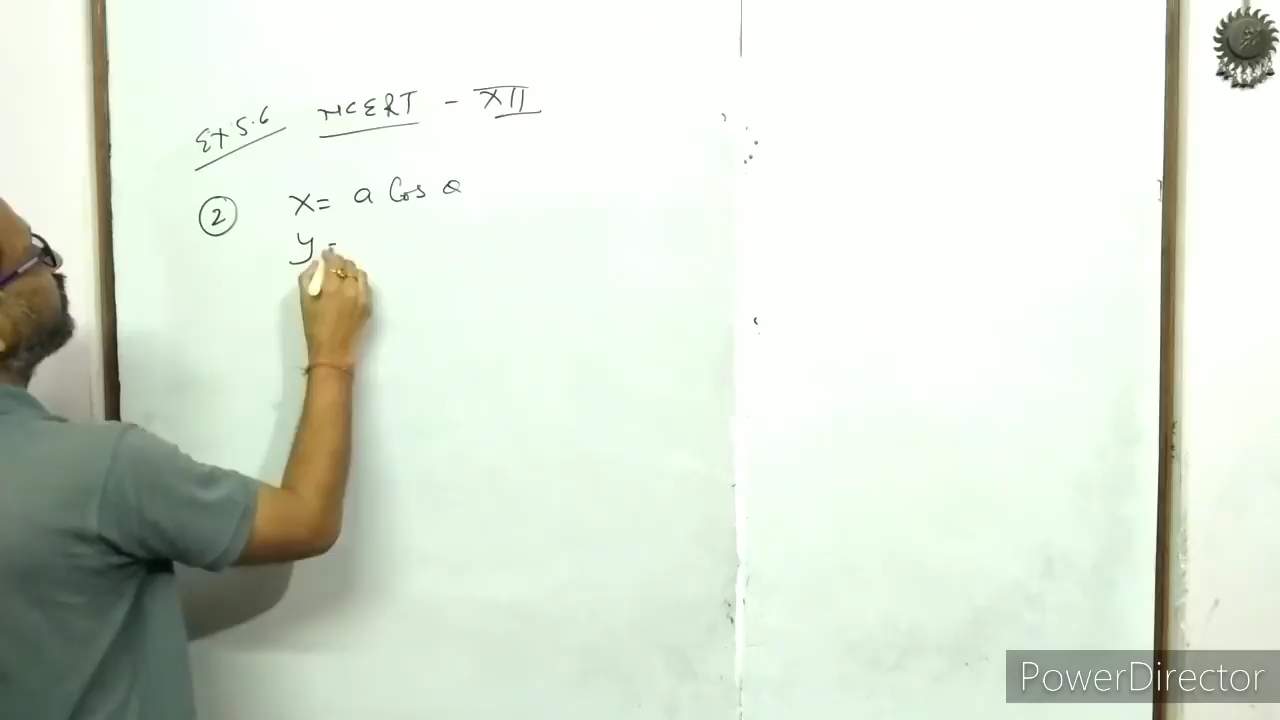 Ex 5.6 NCERT - XII
② x = a Cos θ
y =
PowerDirector